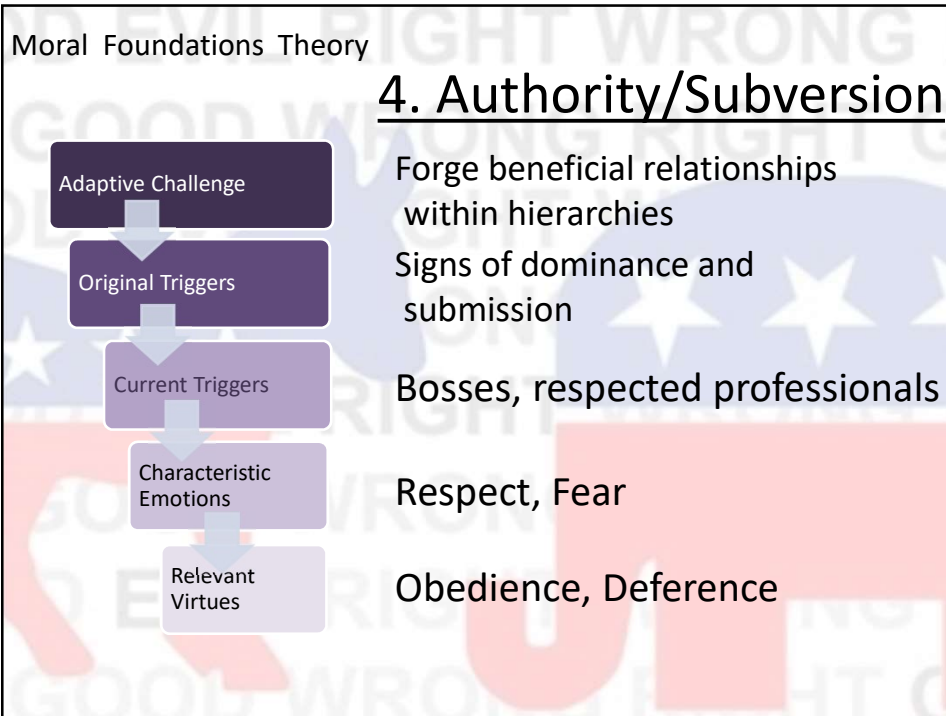 Moral Foundations Theory
4. Authority/Subversion
Adaptive Challenge
Forge beneficial relationships
within hierarchies
Original Triggers
Signs of dominance and
submission
Current Triggers
Bosses, respected professionals
Characteristic
Emotions
Respect, Fear
Relevant
Virtues
Obedience, Deference